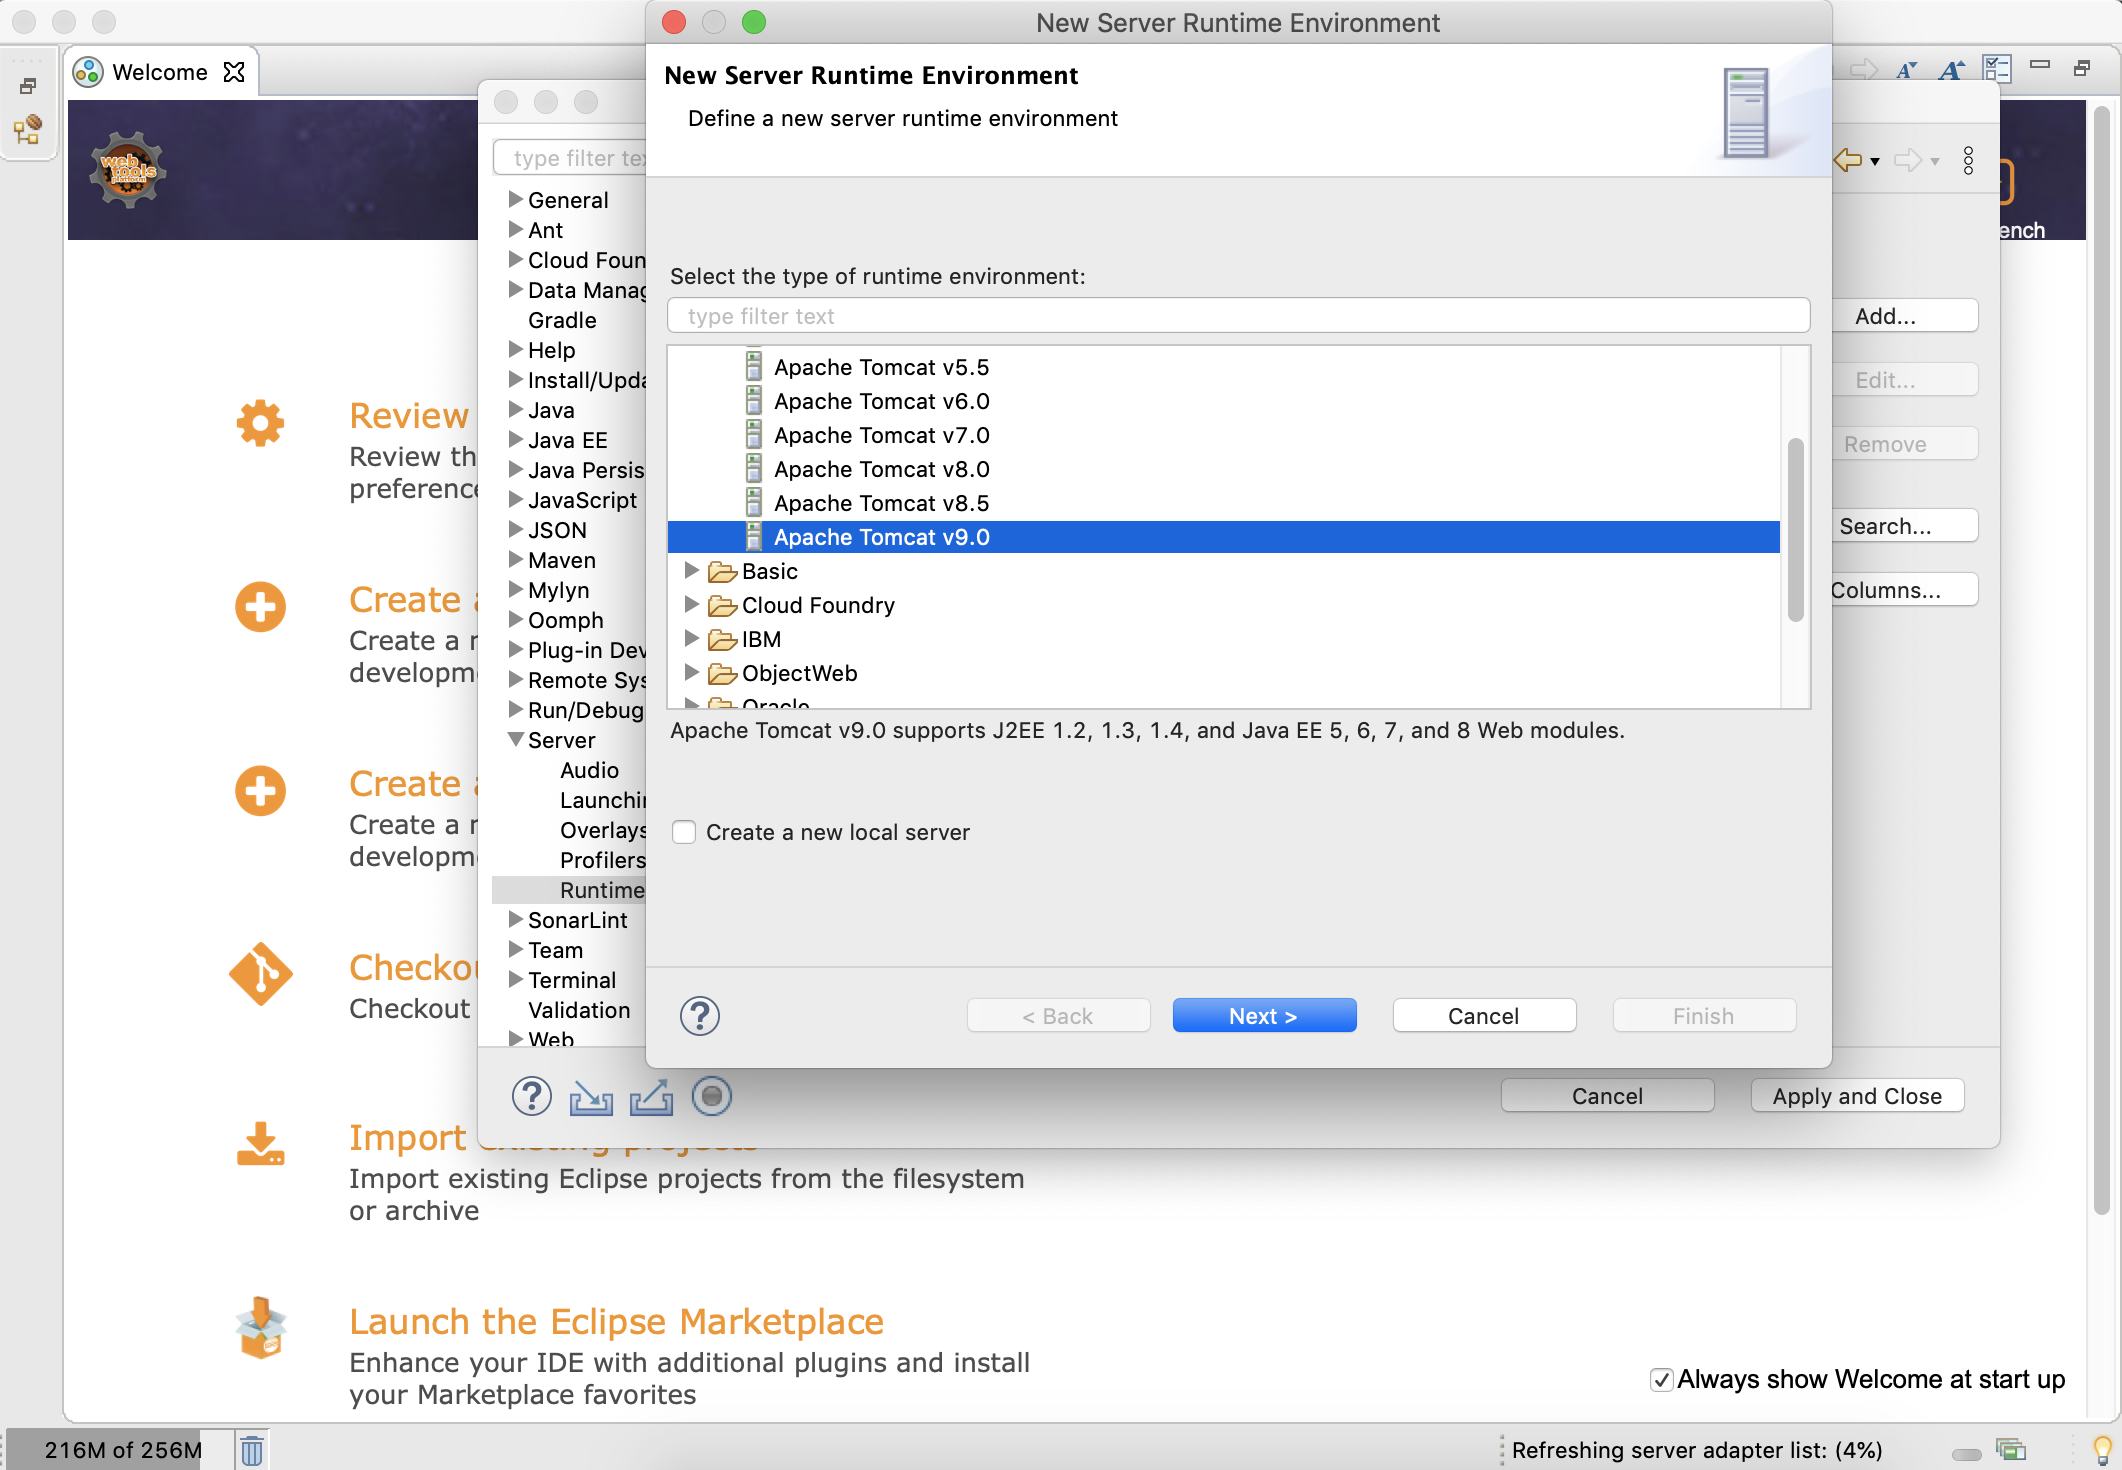 New Server Runtime Environment
Welcome
New Server Runtime Environment
Define a new server runtime environment
web
tools
platform
type filter te
ench
General
Ant
Cloud Foun
Data Manag
Gradle
Help
Install/Upda
Java
Java EE
Java Persis
JavaScript
JSON
Maven
Mylyn
Oomph
Plug-in Dev
Remote Sys
Run/Debug
Server
Audio
Launchin
Overlays
Profilers
Runtime
SonarLint
Team
Terminal
Validation
Web
Select the type of runtime environment:
type filter text
Apache Tomcat v5.5
Apache Tomcat v6.0
Apache Tomcat v7.0
Apache Tomcat v8.0
Apache Tomcat v8.5
Apache Tomcat v9.0
Basic
Cloud Foundry
IBM
ObjectWeb
Oracle
Apache Tomcat v9.0 supports J2EE 1.2, 1.3, 1.4, and Java EE 5, 6, 7, and 8 Web modules.
Create a new local server
< Back
Next >
Cancel
Finish
Add...
Edit...
Remove
Search...
Columns...
Cancel
Apply and Close
Review
Review th
preference
Create a
Create a n
developm
Create a
Create a n
developm
Checkou
Checkout
Import existing projects
Import existing Eclipse projects from the filesystem
or archive
Launch the Eclipse Marketplace
Enhance your IDE with additional plugins and install
your Marketplace favorites
Always show Welcome at start up
216M of 256M
Refreshing server adapter list: (4%)